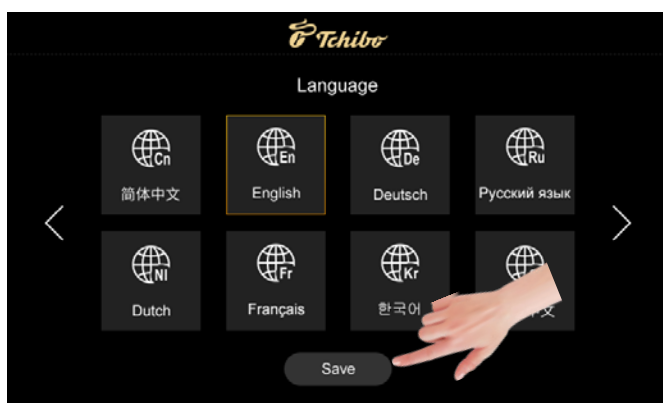 Tchibo
Language
Cn
En
De
Ru
简体中文
English
Deutsch
Русский язык
Nl
Fr
Kr
Dutch
Français
한국어
文
Save